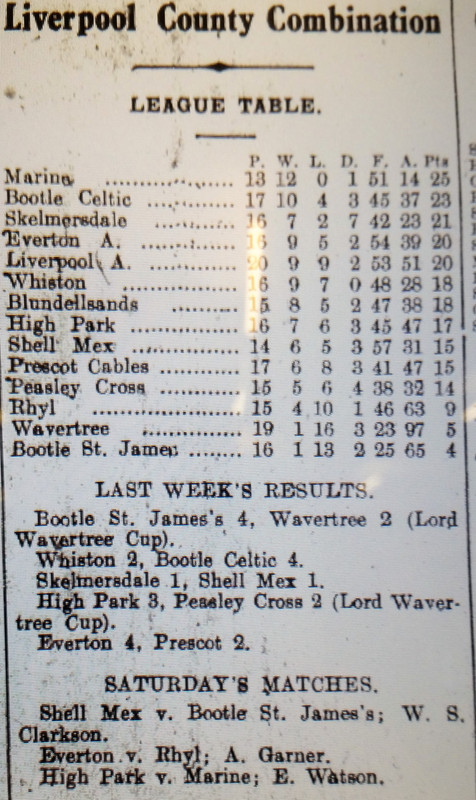 Liverpool County Combination
LEAGUE TABLE.
P. W. L. D. F. A. Pts
Marine .................. 13 12 0 1 51 14 25
Bootle Celtic ............ 17 10 4 3 45 37 23
Skelmersdale ........... 16 7 2 7 42 23 21
Everton A. .............. 16 9 5 2 54 39 20
Liverpool A. ............ 20 9 9 2 53 51 20
Whiston ................. 16 9 7 0 48 28 18
Blundellsands .......... 15 8 5 2 47 38 18
High Park ............... 16 7 6 3 45 47 17
Shell Mex ............... 14 6 5 3 57 31 15
Prescot Cables ......... 17 6 8 3 41 47 15
Peasley Cross .......... 15 5 6 4 38 32 14
Rhyl .................... 15 4 10 1 46 63 9
Wavertree ............... 19 1 16 3 23 97 5
Bootle St. James ........ 16 1 13 2 25 65 4
LAST WEEK'S RESULTS.
Bootle St. James's 4, Wavertree 2 (Lord
Wavertree Cup).
Whiston 2, Bootle Celtic 4.
Skelmersdale 1, Shell Mex 1.
High Park 3, Peasley Cross 2 (Lord Waver-
tree Cup).
Everton 4, Prescot 2.
SATURDAY'S MATCHES.
Shell Mex v. Bootle St. James's; W. S.
Clarkson.
Everton v. Rhyl; A. Garner.
High Park v. Marine; E. Watson.